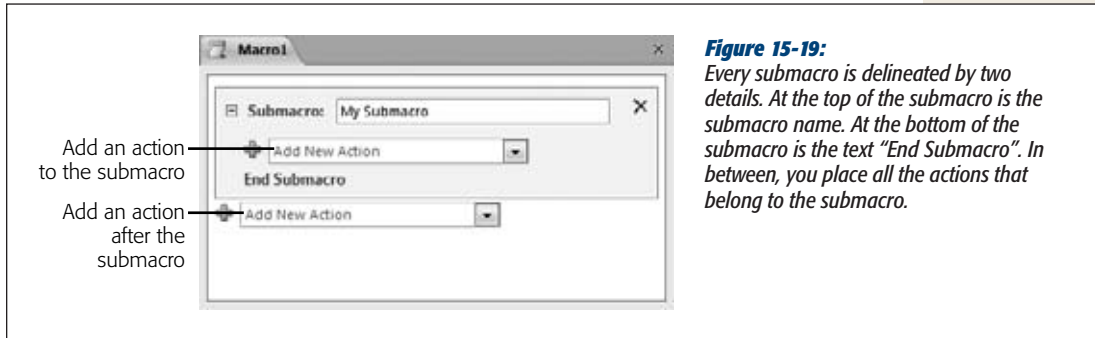 Macro1
Submacro: My Submacro
Add New Action
End Submacro
Add New Action
Add an action
to the submacro
Add an action
after the
submacro
Figure 15-19:
Every submacro is delineated by two
details. At the top of the submacro is the
submacro name. At the bottom of the
submacro is the text “End Submacro”. In
between, you place all the actions that
belong to the submacro.